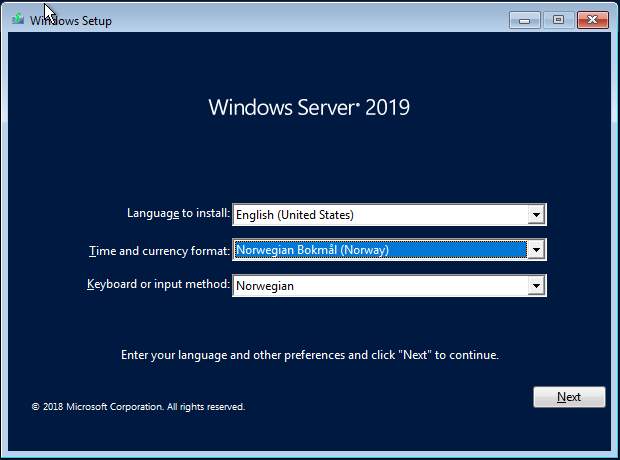 Windows Setup
Windows Server® 2019
Language to install: English (United States)
Time and currency format: Norwegian Bokmål (Norway)
Keyboard or input method: Norwegian
Enter your language and other preferences and click "Next" to continue.
Next
© 2018 Microsoft Corporation. All rights reserved.